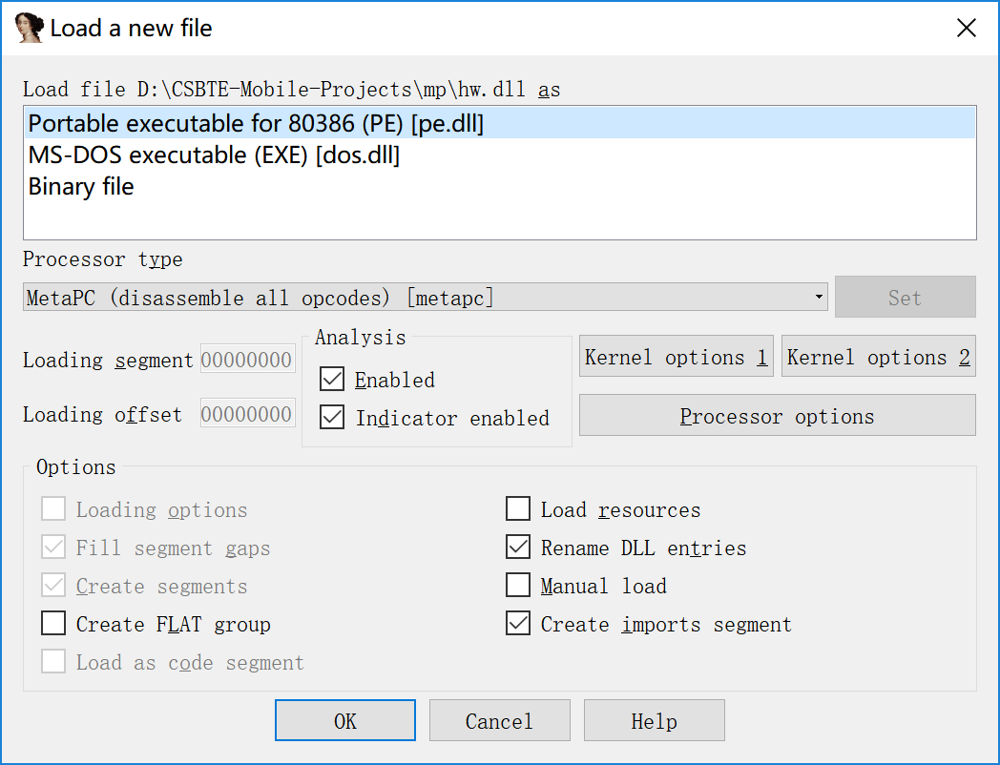 Load a new file
Load file D:\CSBTE-Mobile-Projects\mp\hw.dll as
Portable executable for 80386 (PE) [pe.dll]
MS-DOS executable (EXE) [dos.dll]
Binary file
Processor type
MetaPC (disassemble all opcodes) [metapc]
Set
Loading segment 00000000
Loading offset 00000000
Analysis
Enabled
Indicator enabled
Kernel options 1
Kernel options 2
Processor options
Options
Loading options
Fill segment gaps
Create segments
Create FLAT group
Load as code segment
Load resources
Rename DLL entries
Manual load
Create imports segment
OK
Cancel
Help